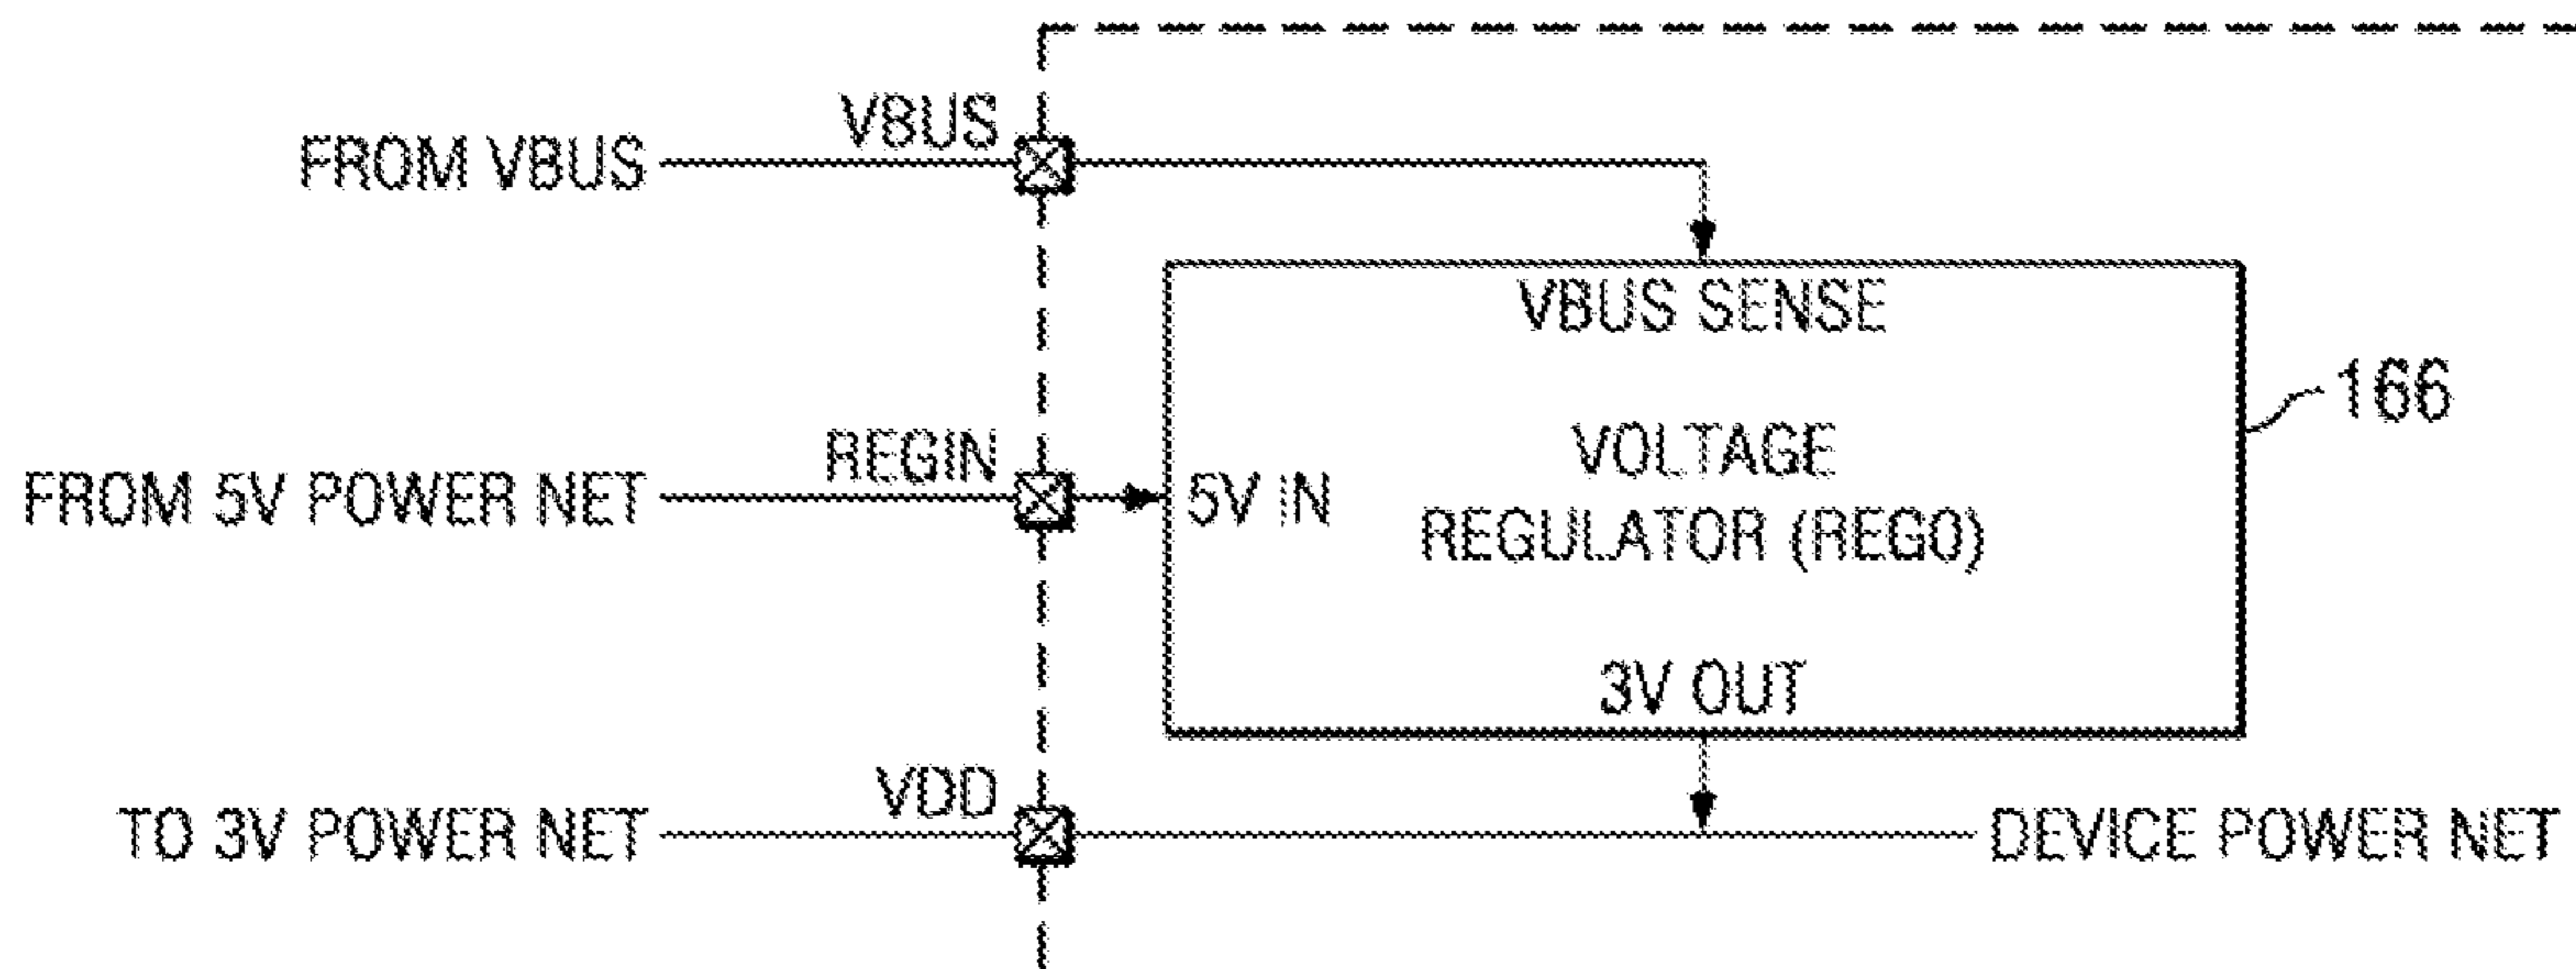 VBUS
FROM VBUS
VBUS SENSE
166
VOLTAGE
REGIN
FROM 5V POWER NET
5V IN
REGULATOR (REG0)
3V OUT
VDD
TO 3V POWER NET
DEVICE POWER NET